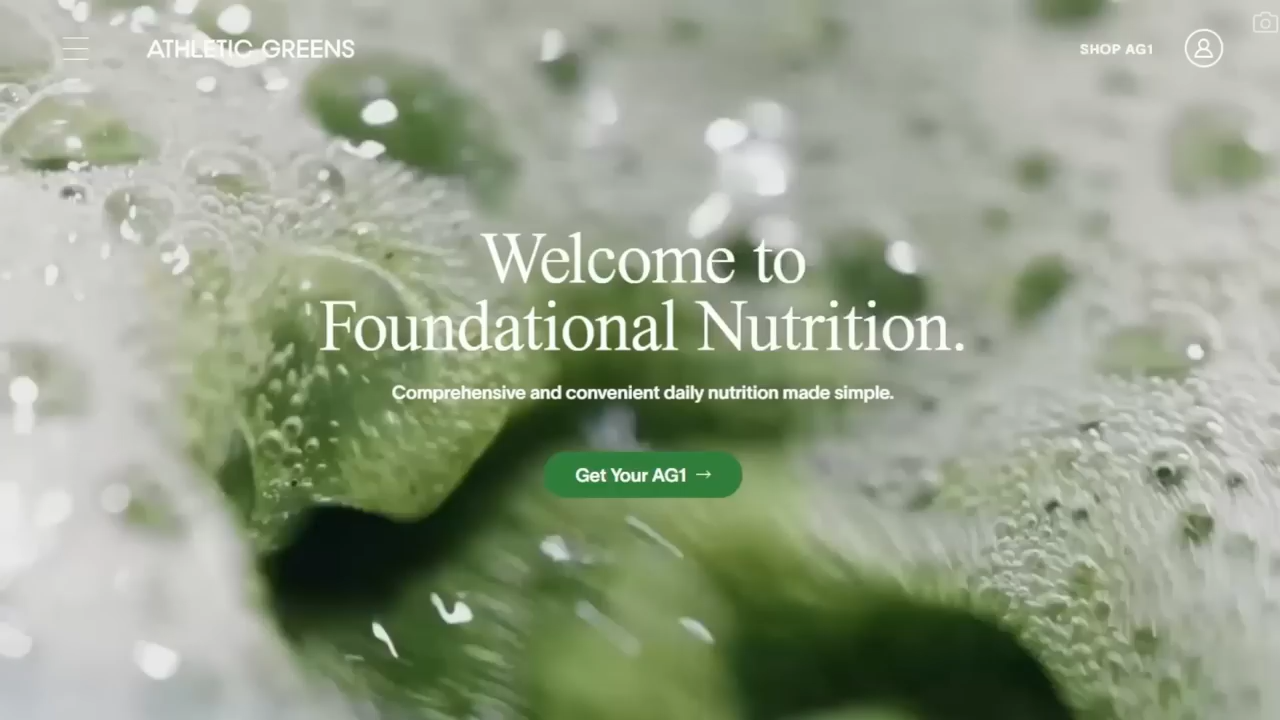 ATHLETIC GREENS
SHOP AG1
Welcome to
Foundational Nutrition.
Comprehensive and convenient daily nutrition made simple.
Get Your AG1 →